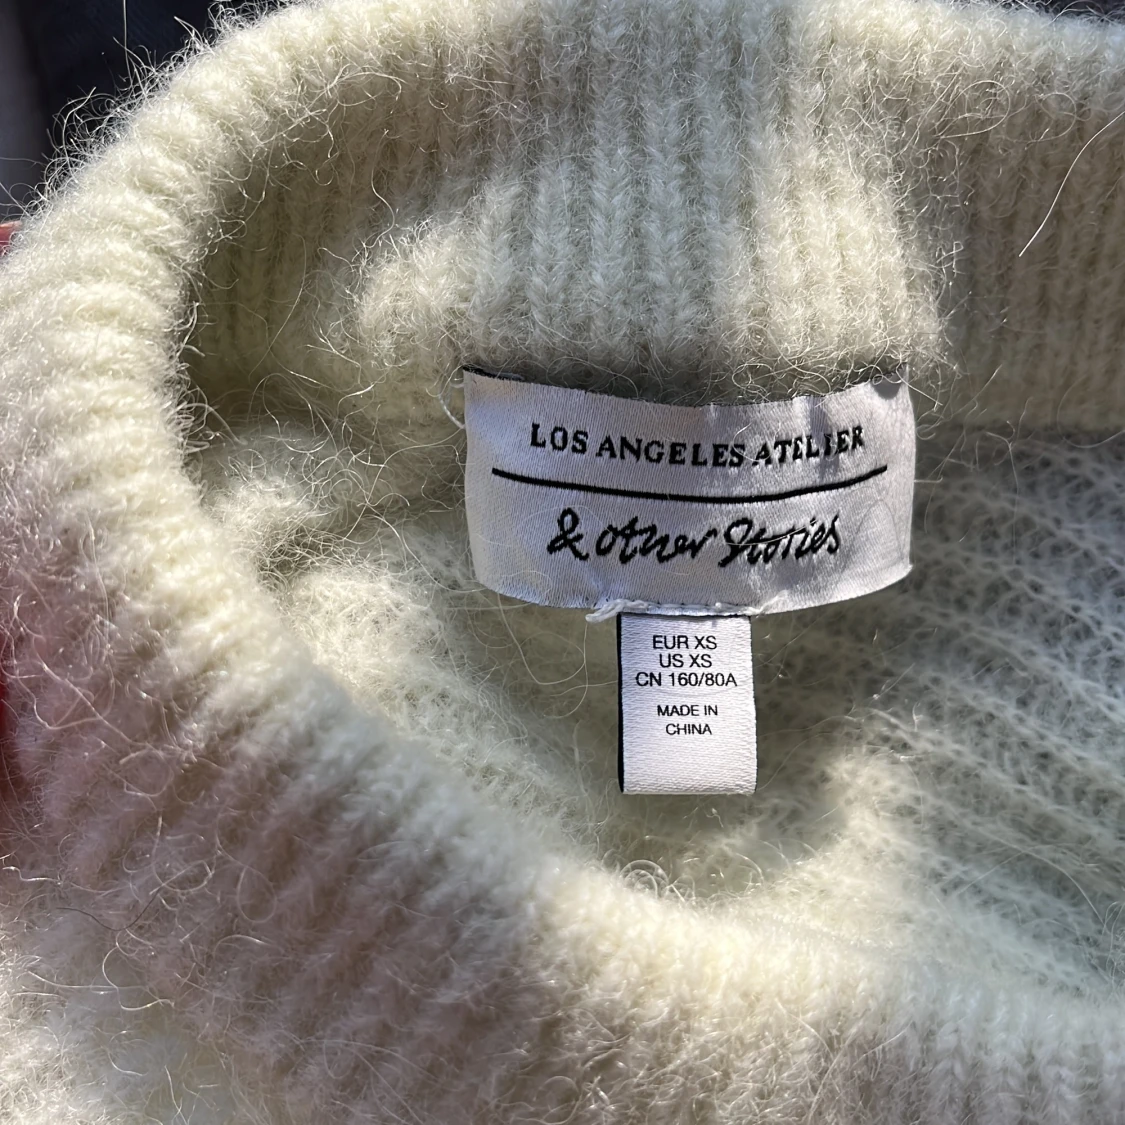 LOS ANGELES ATELIER
& other Stories
EUR XS
US XS
CN 160/80A
MADE IN
CHINA